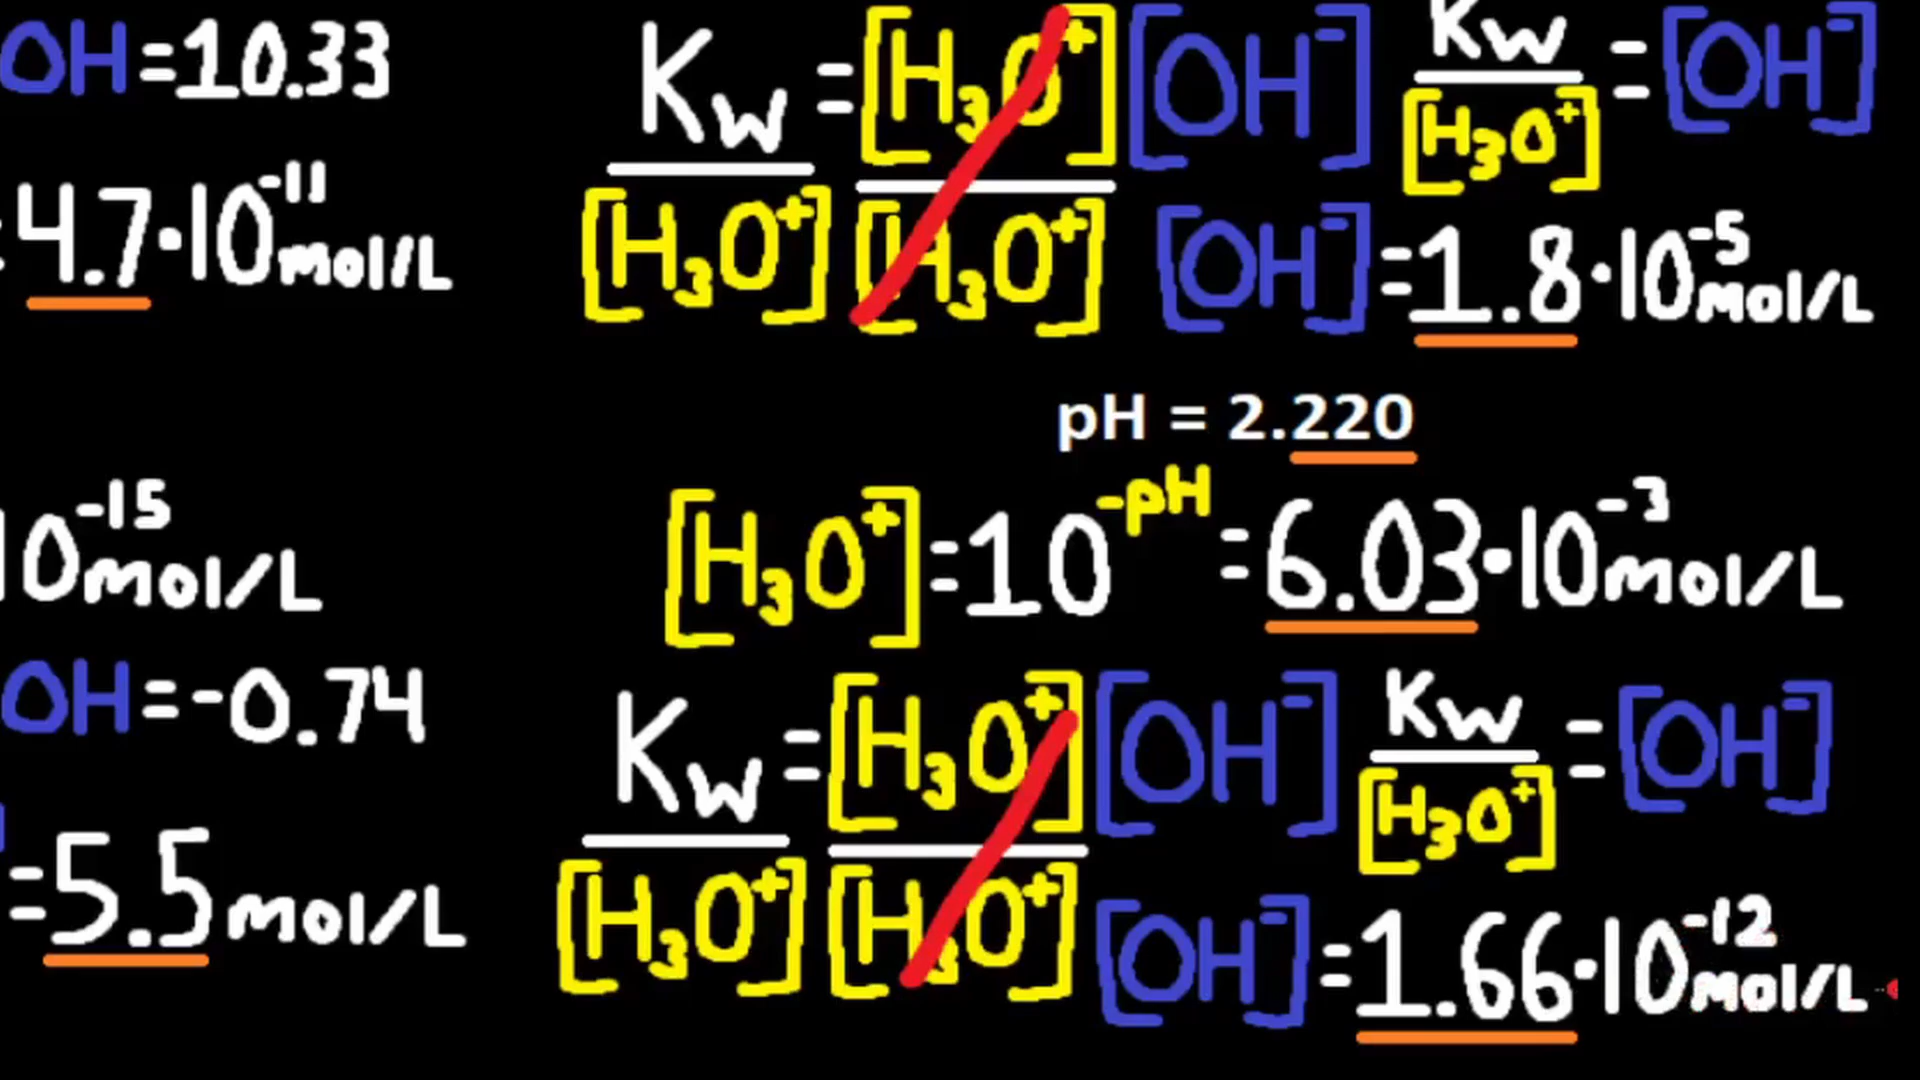 OH =10.33
=4.7·10⁻¹¹ mol/L
10⁻¹⁵ mol/L
OH =-0.74
=5.5 mol/L
Kw = [H₃O⁺] [OH⁻]
[H₃O⁺] [H₃O⁺]
Kw = [OH⁻]
[H₃O⁺]
[OH⁻] =1.8·10⁻⁵ mol/L
pH = 2.220
[H₃O⁺] =10⁻ᵖᴴ =6.03·10⁻³ mol/L
Kw = [H₃O⁺] [OH⁻]
[H₃O⁺] [H₃O⁺]
Kw = [OH⁻]
[H₃O⁺]
[OH⁻] =1.66·10⁻¹² mol/L